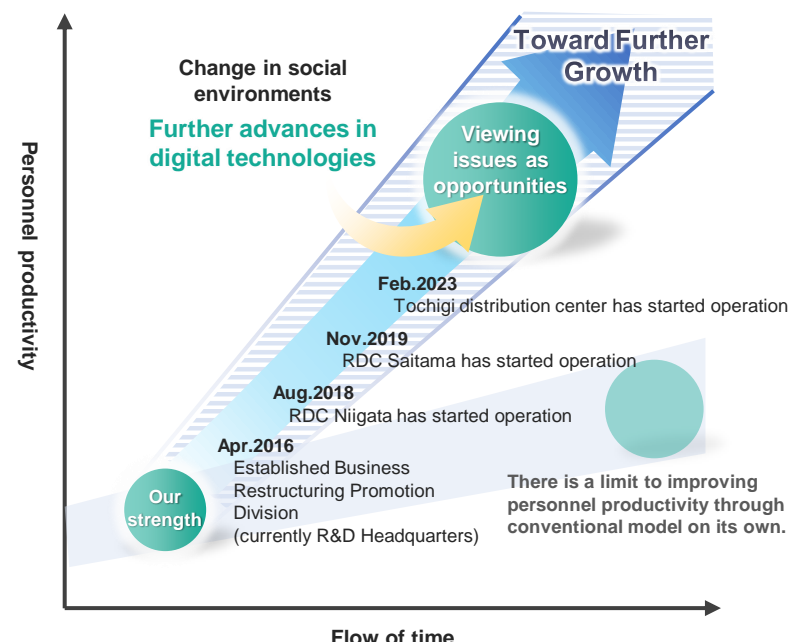 Toward Further
Growth
Change in social
environments
Further advances in
digital technologies
Viewing
issues as
opportunities
Personnel productivity
Feb.2023
Tochigi distribution center has started operation
Nov.2019
RDC Saitama has started operation
Aug.2018
RDC Niigata has started operation
Apr.2016
Established Business
Restructuring Promotion
Division
(currently R&D Headquarters)
Our
strength
There is a limit to improving
personnel productivity through
conventional model on its own.
Flow of time